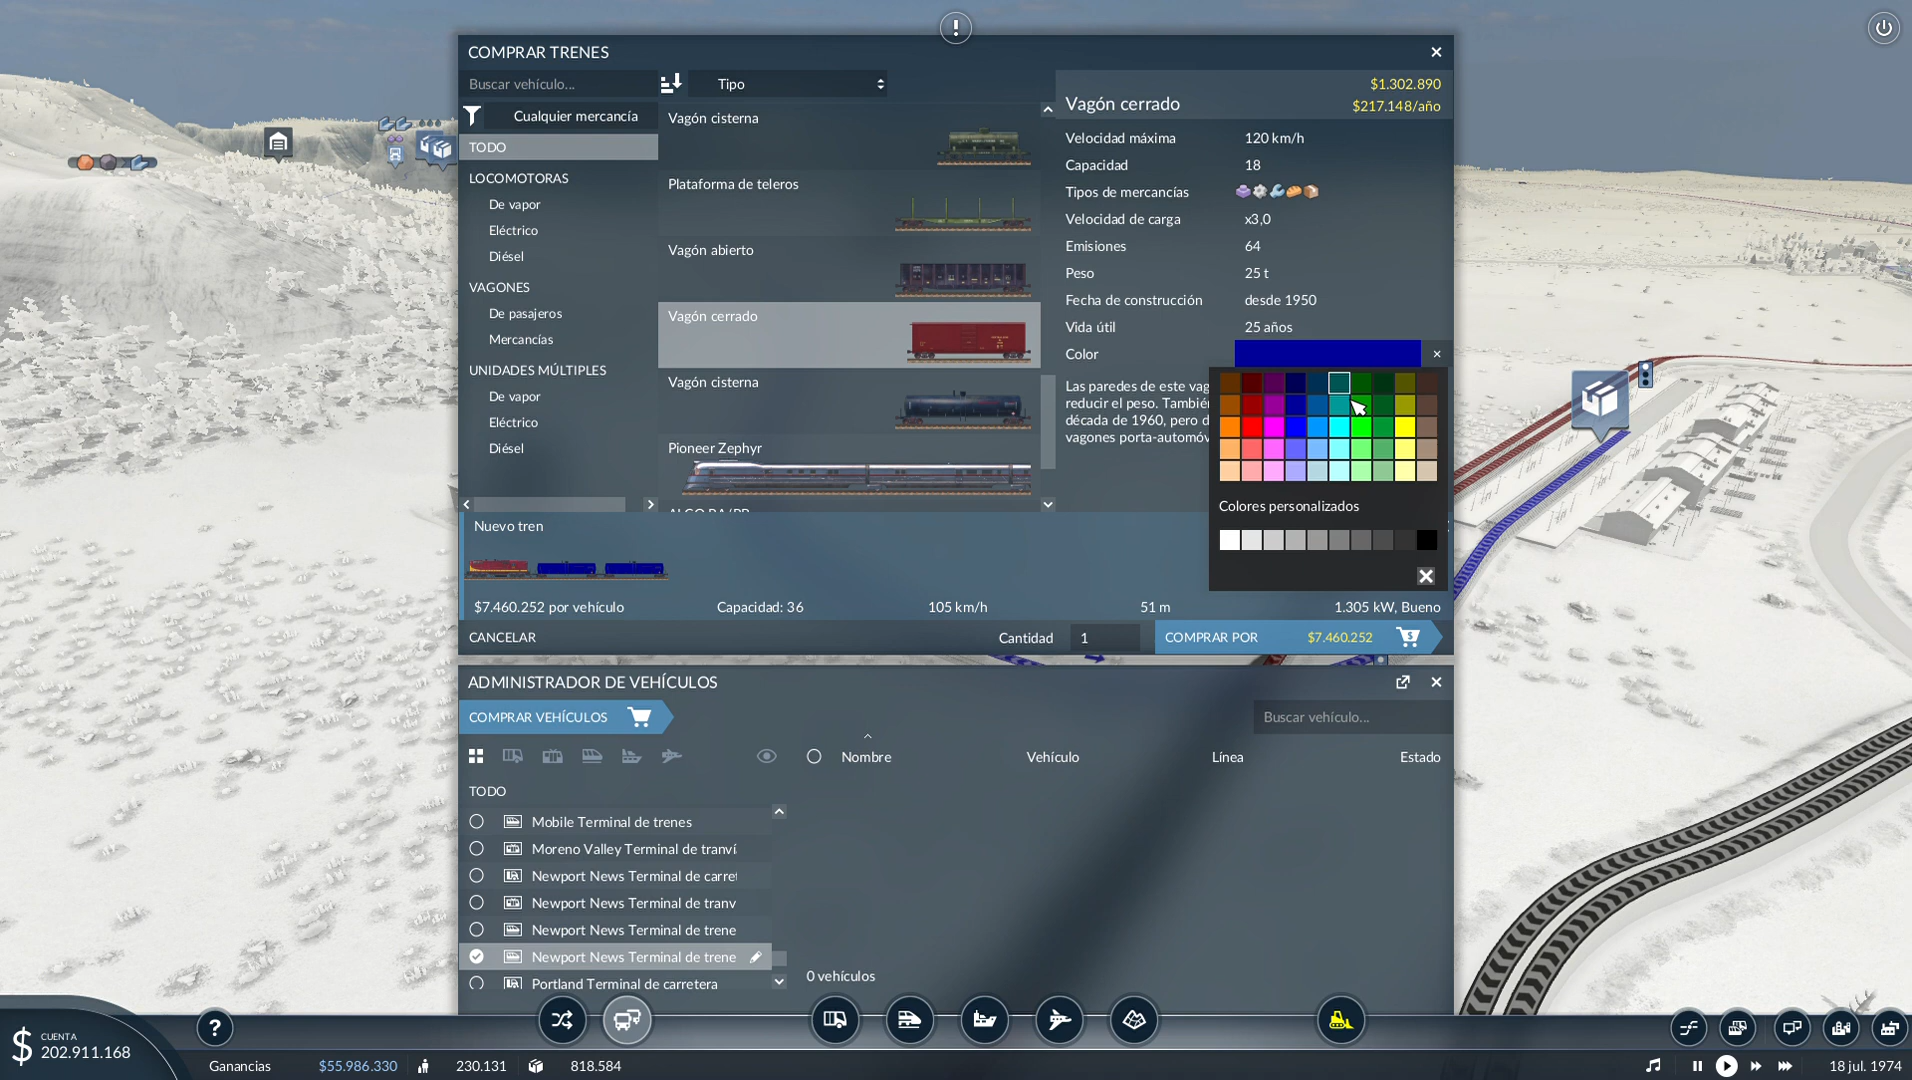 COMPRAR TRENES
Buscar vehículo...
Tipo
Cualquier mercancía
TODO
LOCOMOTORAS
De vapor
Eléctrico
Diésel
VAGONES
De pasajeros
Mercancías
UNIDADES MÚLTIPLES
De vapor
Eléctrico
Diésel
Vagón cisterna
Plataforma de teleros
Vagón abierto
Vagón cerrado
Vagón cisterna
Pioneer Zephyr
$1.302.890
Vagón cerrado
$217.148/año
Velocidad máxima 120 km/h
Capacidad 18
Tipos de mercancías
Velocidad de carga x3,0
Emisiones 64
Peso 25 t
Fecha de construcción desde 1950
Vida útil 25 años
Color
Las paredes de este vag
reducir el peso. Tambié
década de 1960, pero d
vagones porta-automóv
Colores personalizados
Nuevo tren
$7.460.252 por vehículo Capacidad: 36 105 km/h 51 m 1.305 kW, Bueno
CANCELAR Cantidad 1 COMPRAR POR $7.460.252
ADMINISTRADOR DE VEHÍCULOS
COMPRAR VEHÍCULOS
Buscar vehículo...
Nombre Vehículo Línea Estado
TODO
Mobile Terminal de trenes
Moreno Valley Terminal de tranví
Newport News Terminal de carret
Newport News Terminal de tranv
Newport News Terminal de trene
Newport News Terminal de trene
Portland Terminal de carretera
0 vehículos
?
$ CUENTA
202.911.168
Ganancias $55.986.330 230.131 818.584
18 jul. 1974